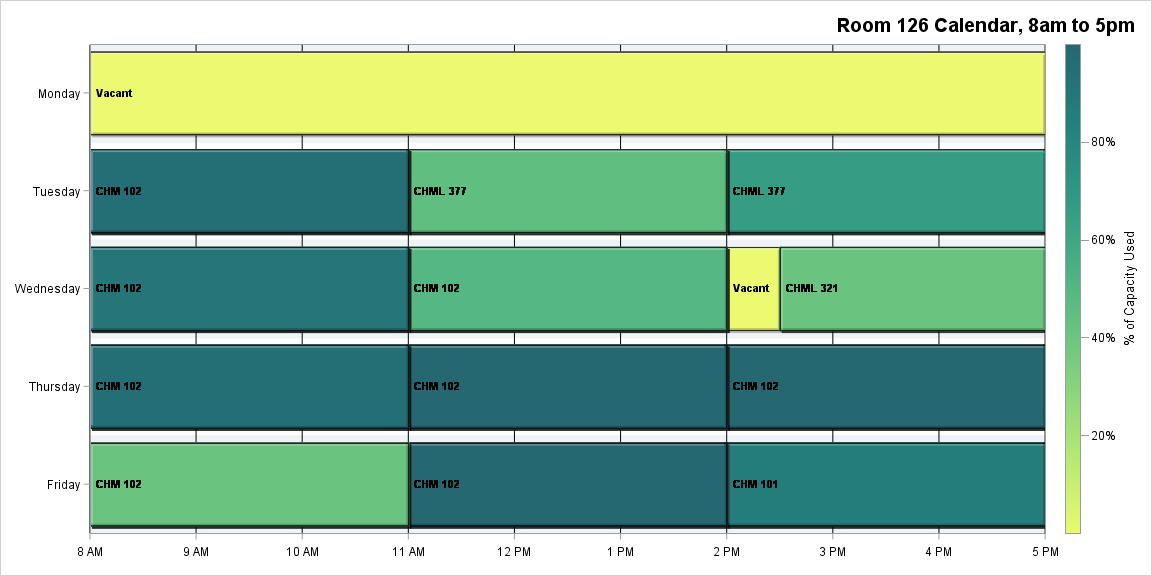 Room 126 Calendar, 8am to 5pm
Monday
Vacant
Tuesday
CHM 102
CHML 377
CHML 377
Wednesday
CHM 102
CHM 102
Vacant
CHML 321
Thursday
CHM 102
CHM 102
CHM 102
Friday
CHM 102
CHM 102
CHM 101
8 AM
9 AM
10 AM
11 AM
12 PM
1 PM
2 PM
3 PM
4 PM
5 PM
80%
60%
40%
20%
% of Capacity Used